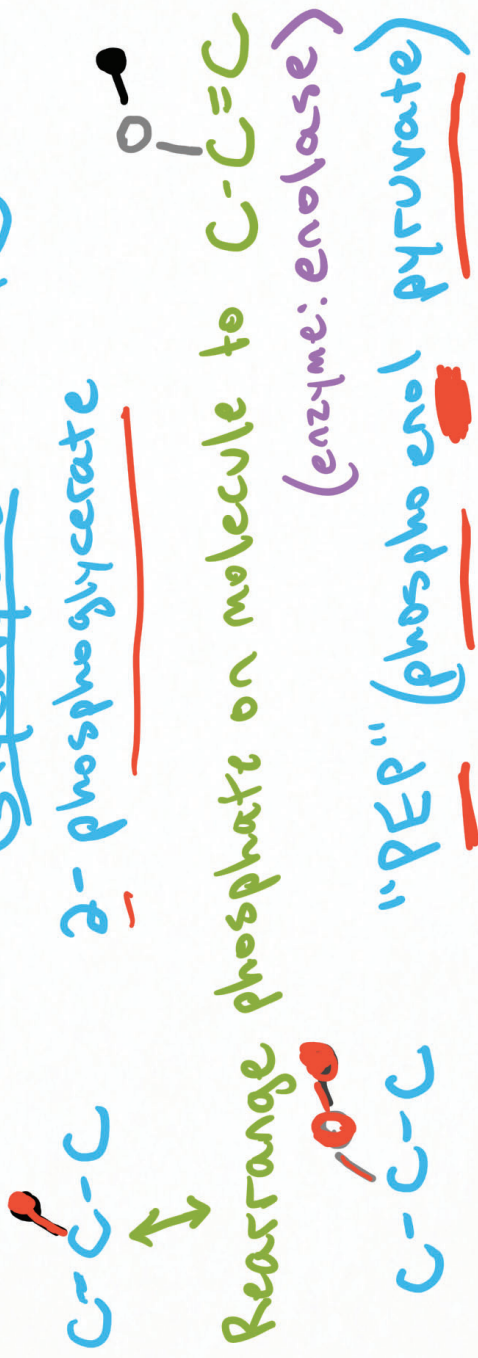 C-C-C 2-phosphoglycerate
Rearrange phosphate on molecule to C-C=C
O
(enzyme: enolase)
O
C-C-C "PEP" (phospho enol pyruvate)